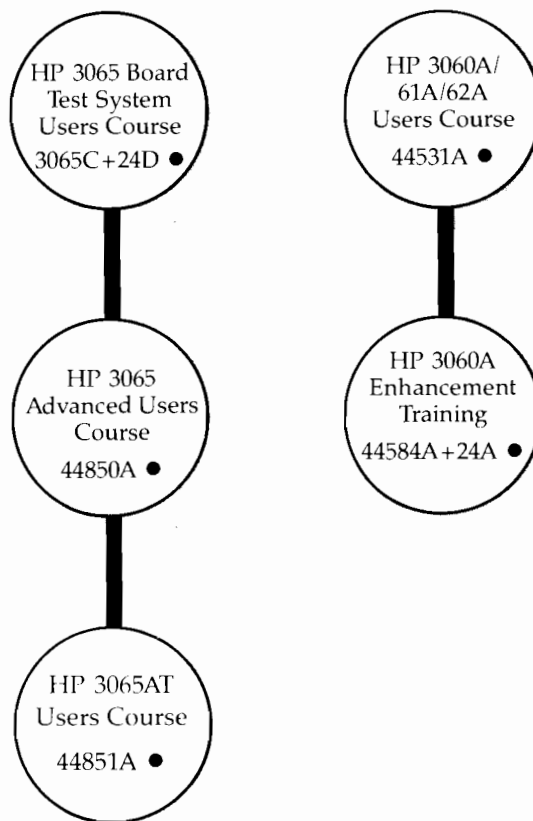 HP 3065 Board
Test System
Users Course
3065C+24D ●
HP 3065
Advanced Users
Course
44850A ●
HP 3065AT
Users Course
44851A ●
HP 3060A/
61A/62A
Users Course
44531A ●
HP 3060A
Enhancement
Training
44584A+24A ●